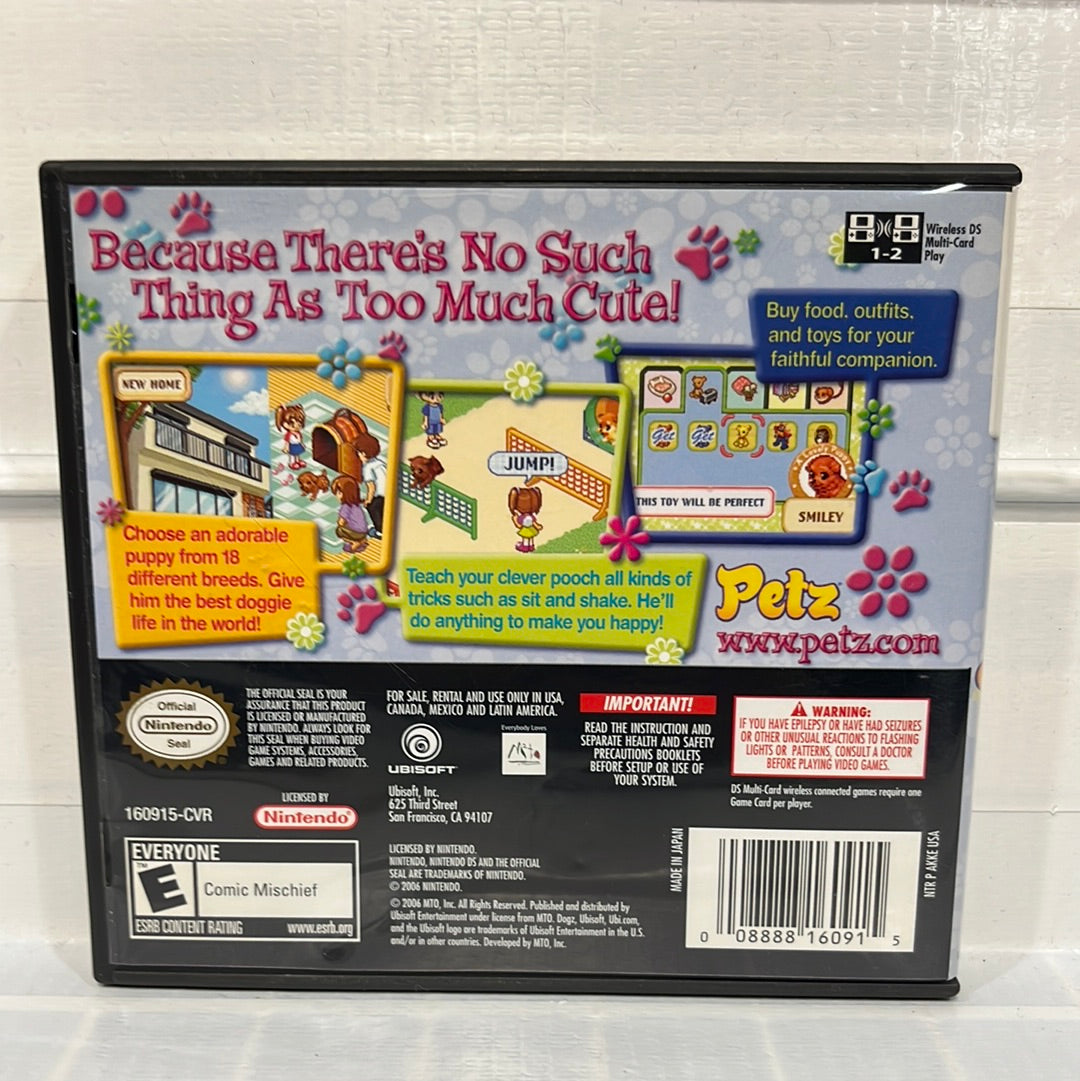 Because There's No Such
Thing As Too Much Cute!
1-2
Wireless DS
Multi-Card
Play
Buy food, outfits,
and toys for your
faithful companion.
NEW HOME
JUMP!
Get Get
THIS TOY WILL BE PERFECT
SMILEY
Choose an adorable
puppy from 18
different breeds. Give
him the best doggie
life in the world!
Teach your clever pooch all kinds of
tricks such as sit and shake. He'll
do anything to make you happy!
Petz
www.petz.com
Official
Nintendo
Seal
THE OFFICIAL SEAL IS YOUR
ASSURANCE THAT THIS PRODUCT
IS LICENSED OR MANUFACTURED
BY NINTENDO. ALWAYS LOOK FOR
THIS SEAL WHEN BUYING VIDEO
GAME SYSTEMS, ACCESSORIES,
GAMES AND RELATED PRODUCTS.
FOR SALE, RENTAL AND USE ONLY IN USA,
CANADA, MEXICO AND LATIN AMERICA.
UBISOFT
Everybody Loves
Ubisoft, Inc.
625 Third Street
San Francisco, CA 94107
IMPORTANT!
READ THE INSTRUCTION AND
SEPARATE HEALTH AND SAFETY
PRECAUTIONS BOOKLETS
BEFORE SETUP OR USE OF
YOUR SYSTEM.
WARNING:
IF YOU HAVE EPILEPSY OR HAVE HAD SEIZURES
OR OTHER UNUSUAL REACTIONS TO FLASHING
LIGHTS OR PATTERNS, CONSULT A DOCTOR
BEFORE PLAYING VIDEO GAMES.
DS Multi-Card wireless connected games require one
Game Card per player.
160915-CVR
LICENSED BY
Nintendo
EVERYONE
E
TM
Comic Mischief
ESRB CONTENT RATING www.esrb.org
LICENSED BY NINTENDO.
NINTENDO, NINTENDO DS AND THE OFFICIAL
SEAL ARE TRADEMARKS OF NINTENDO.
© 2006 NINTENDO.
© 2006 MTO, Inc. All Rights Reserved. Published and distributed by
Ubisoft Entertainment under license from MTO. Dogz, Ubisoft, Ubi.com,
and the Ubisoft logo are trademarks of Ubisoft Entertainment in the U.S.
and/or in other countries. Developed by MTO, Inc.
MADE IN JAPAN
0 08888 16091 5
NTR P AKKE USA